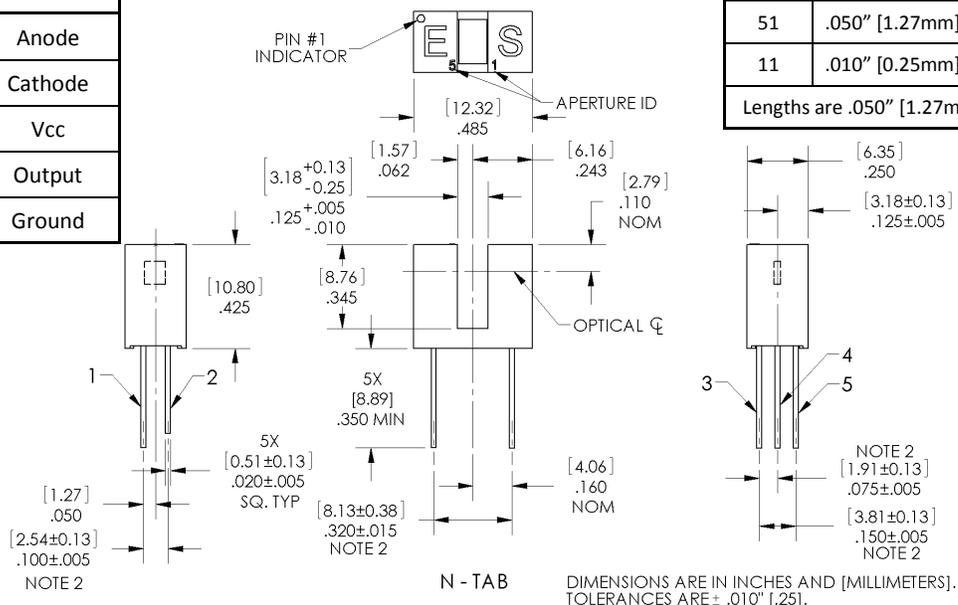 Anode
Cathode
Vcc
Output
Ground
PIN #1
INDICATOR
E
S
5
1
APERTURE ID
51
.050” [1.27mm]
11
.010” [0.25mm]
Lengths are .050” [1.27m
[12.32]
.485
[1.57]
.062
[6.16]
.243
[3.18 +0.13 -0.25]
.125 +.005 -.010
[2.79]
.110
NOM
[6.35]
.250
[3.18±0.13]
.125±.005
[10.80]
.425
[8.76]
.345
OPTICAL ℄
1
2
5X
[8.89]
.350 MIN
3
4
5
5X
[0.51±0.13]
.020±.005
SQ. TYP
[1.27]
.050
[2.54±0.13]
.100±.005
NOTE 2
[8.13±0.38]
.320±.015
NOTE 2
[4.06]
.160
NOM
NOTE 2
[1.91±0.13]
.075±.005
[3.81±0.13]
.150±.005
NOTE 2
N - TAB
DIMENSIONS ARE IN INCHES AND [MILLIMETERS].
TOLERANCES ARE ± .010" [.25].